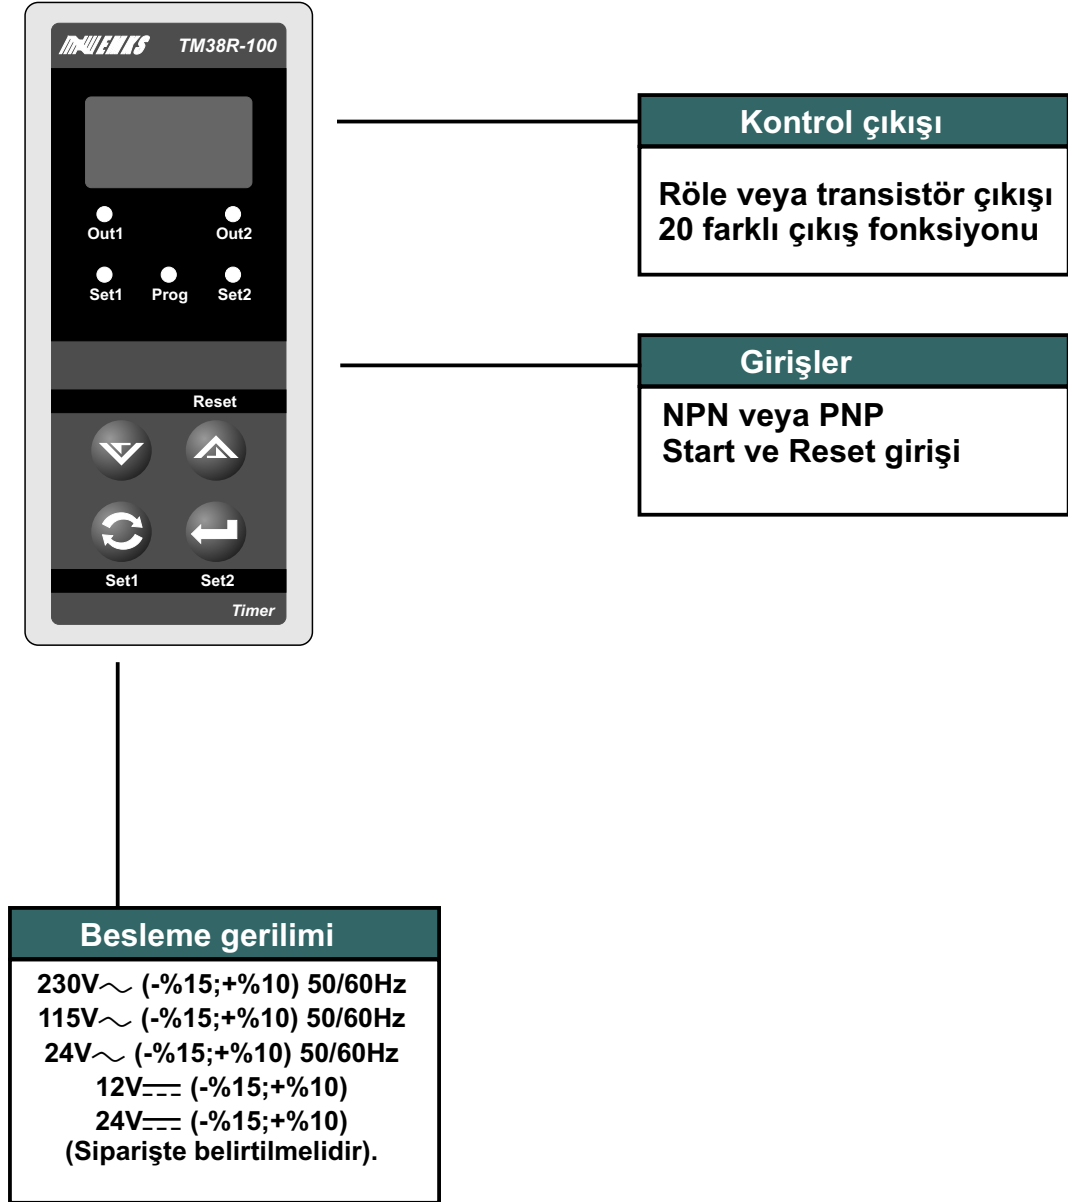 TM38R-100
Out1 Out2
Set1 Prog Set2
Reset
Set1 Set2
Timer
Kontrol çıkışı
Röle veya transistör çıkışı
20 farklı çıkış fonksiyonu
Girişler
NPN veya PNP
Start ve Reset girişi
Besleme gerilimi
230V～ (-%15;+%10) 50/60Hz
115V～ (-%15;+%10) 50/60Hz
24V～ (-%15;+%10) 50/60Hz
12V⎓ (-%15;+%10)
24V⎓ (-%15;+%10)
(Siparişte belirtilmelidir).